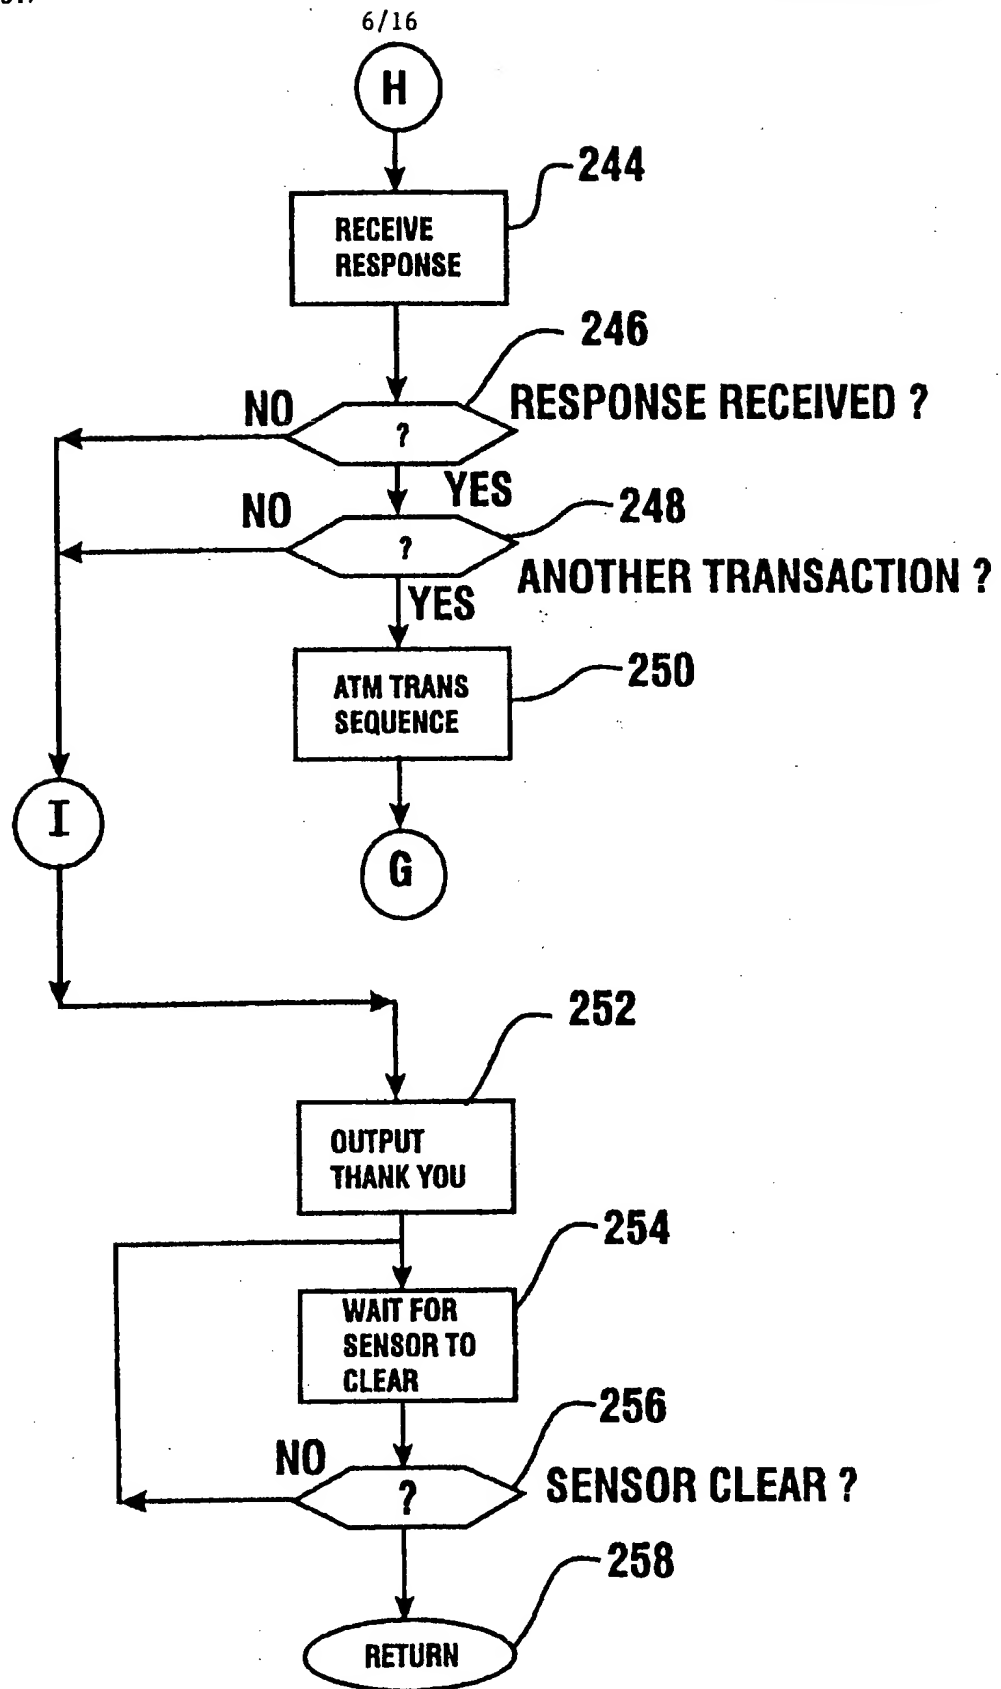 6/16
H
244
RECEIVE
RESPONSE
246
RESPONSE RECEIVED ?
NO
?
YES
248
NO
?
ANOTHER TRANSACTION ?
YES
250
ATM TRANS
SEQUENCE
I
G
252
OUTPUT
THANK YOU
254
WAIT FOR
SENSOR TO
CLEAR
256
NO
?
SENSOR CLEAR ?
258
RETURN